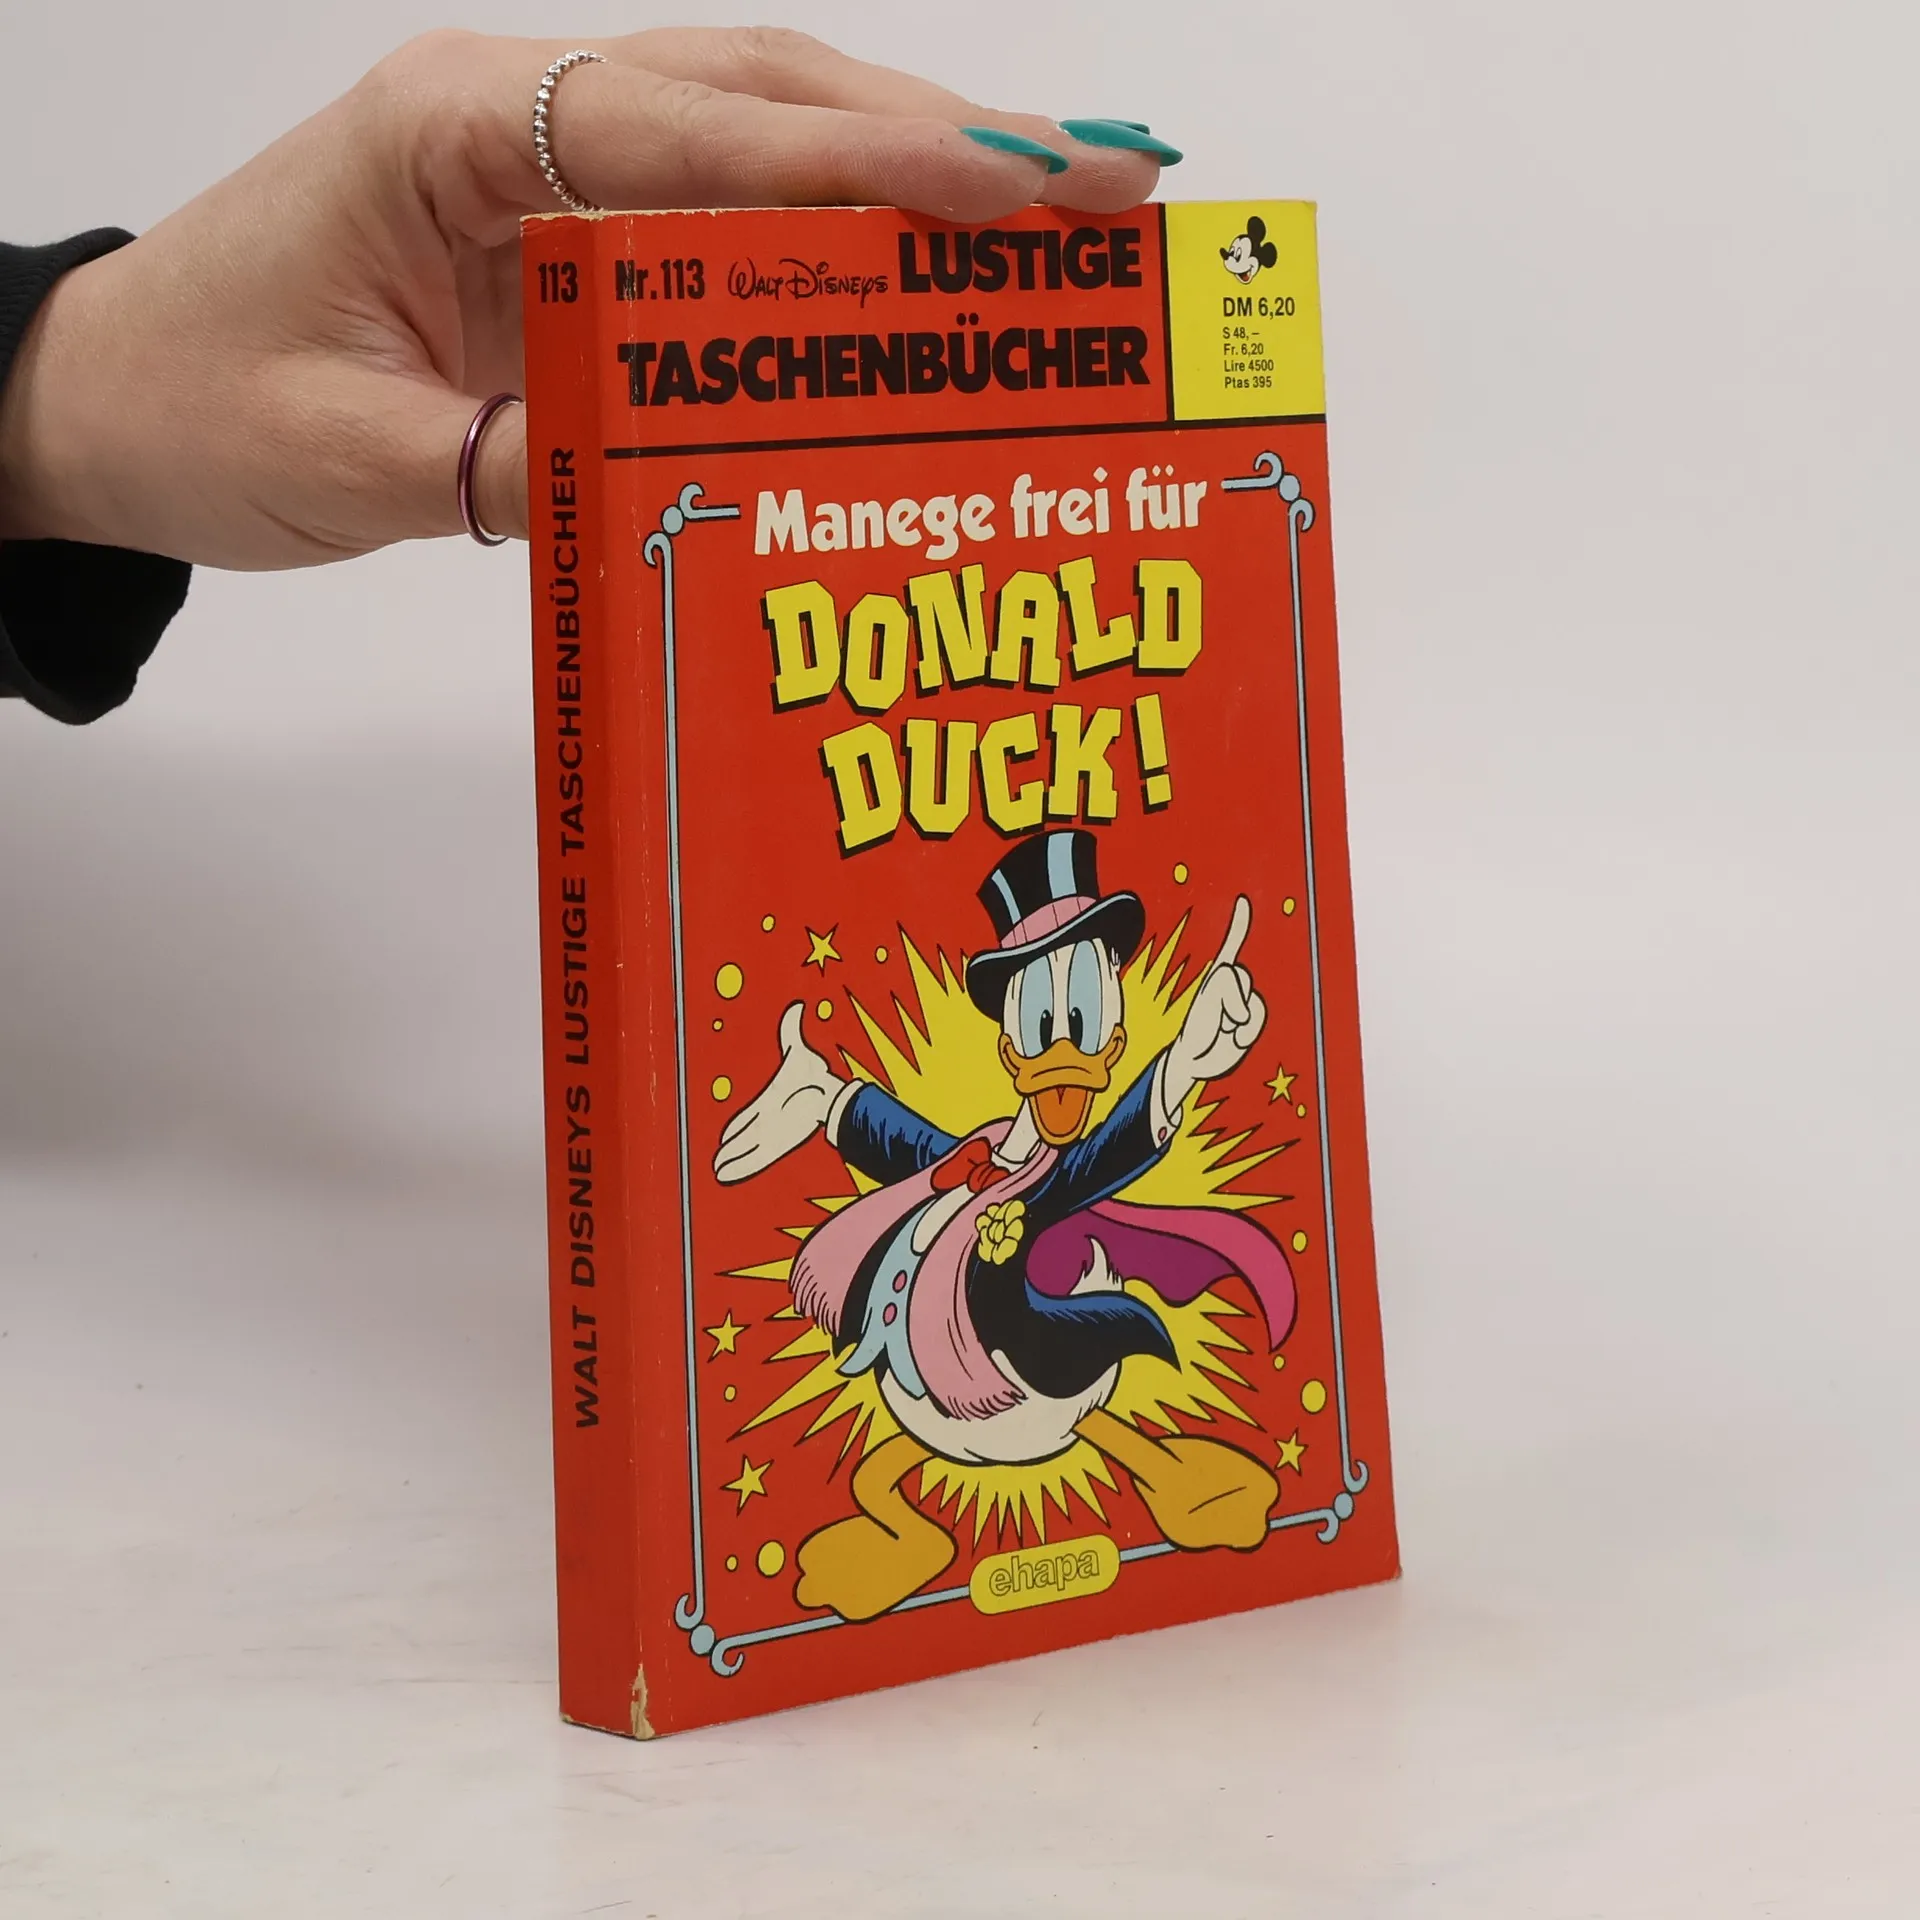 113
WALT DISNEYS LUSTIGE TASCHENBÜCHER
Nr. 113 WALT DISNEYS LUSTIGE
TASCHENBÜCHER
DM 6,20
S 48,–
Fr. 6,20
Lire 4500
Ptas 395
Manege frei für
DONALD
DUCK!
ehapa